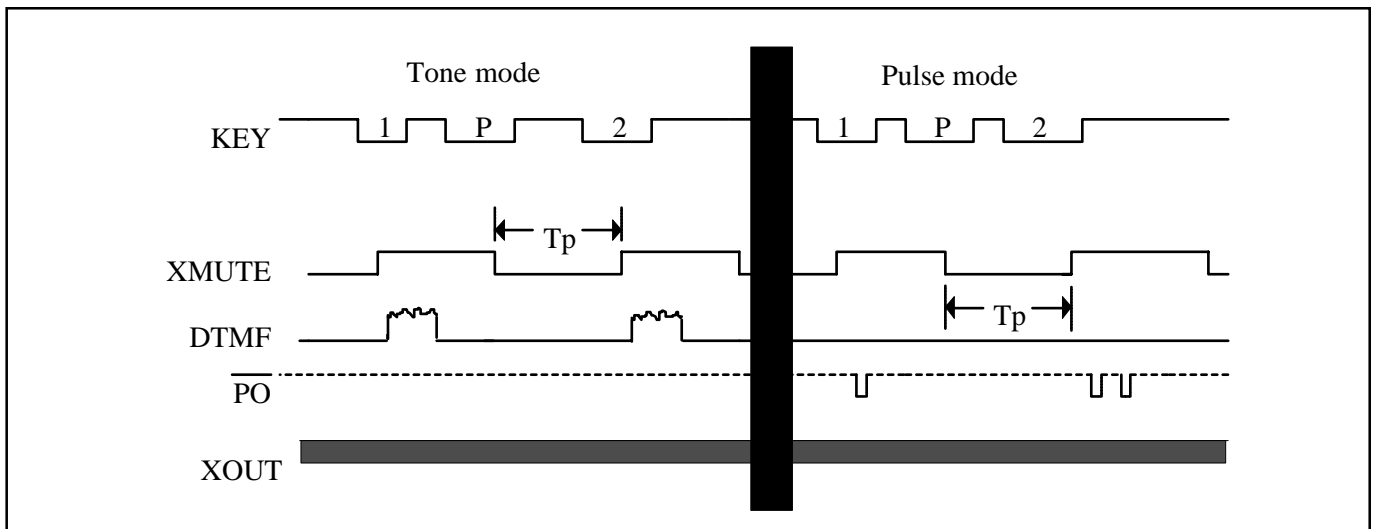 Tone mode Pulse mode
KEY 1 P 2 1 P 2
Tp
XMUTE
Tp
DTMF
PO
XOUT